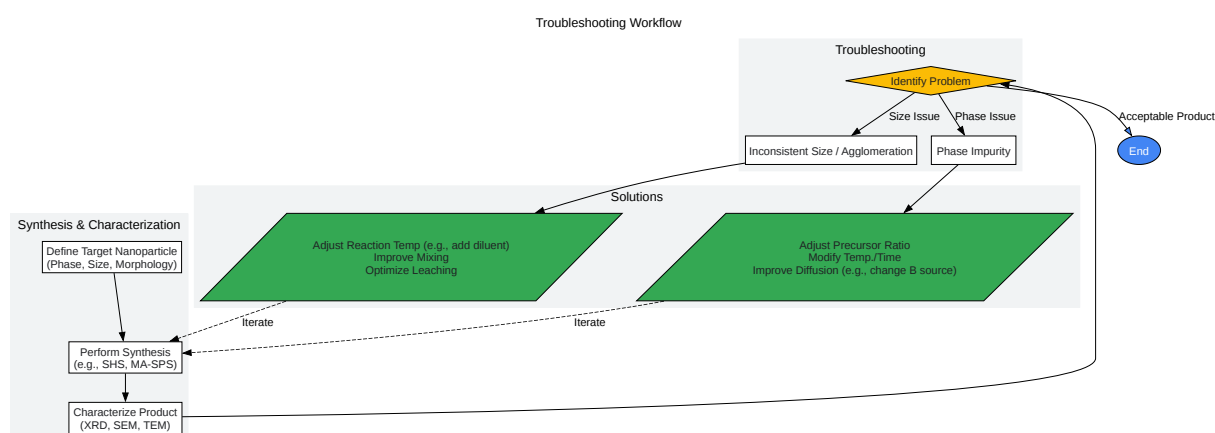 Troubleshooting Workflow
Troubleshooting
Identify Problem
Size Issue
Phase Issue
Acceptable Product
Inconsistent Size / Agglomeration
Phase Impurity
End
Solutions
Synthesis & Characterization
Define Target Nanoparticle
(Phase, Size, Morphology)
Adjust Reaction Temp (e.g., add diluent)
Improve Mixing
Optimize Leaching
Adjust Precursor Ratio
Modify Temp./Time
Improve Diffusion (e.g., change B source)
Iterate
Iterate
Perform Synthesis
(e.g., SHS, MA-SPS)
Characterize Product
(XRD, SEM, TEM)